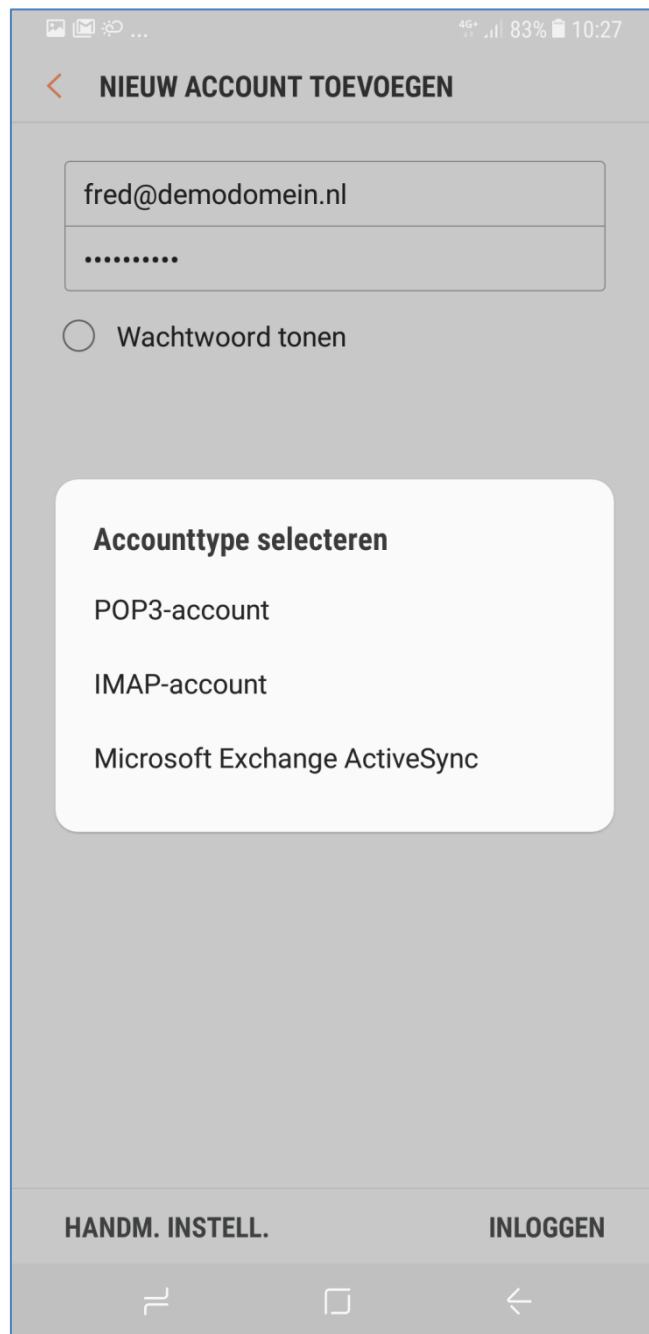 ... 4G+ 83% 10:27
NIEUW ACCOUNT TOEVOEGEN
fred@demodomein.nl
••••••••••
Wachtwoord tonen
Accounttype selecteren
POP3-account
IMAP-account
Microsoft Exchange ActiveSync
HANDM. INSTELL. INLOGGEN